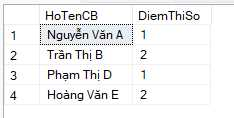 HoTenCB DiemThiSo
1 Nguyễn Văn A 1
2 Trần Thị B 2
3 Phạm Thị D 1
4 Hoàng Văn E 2